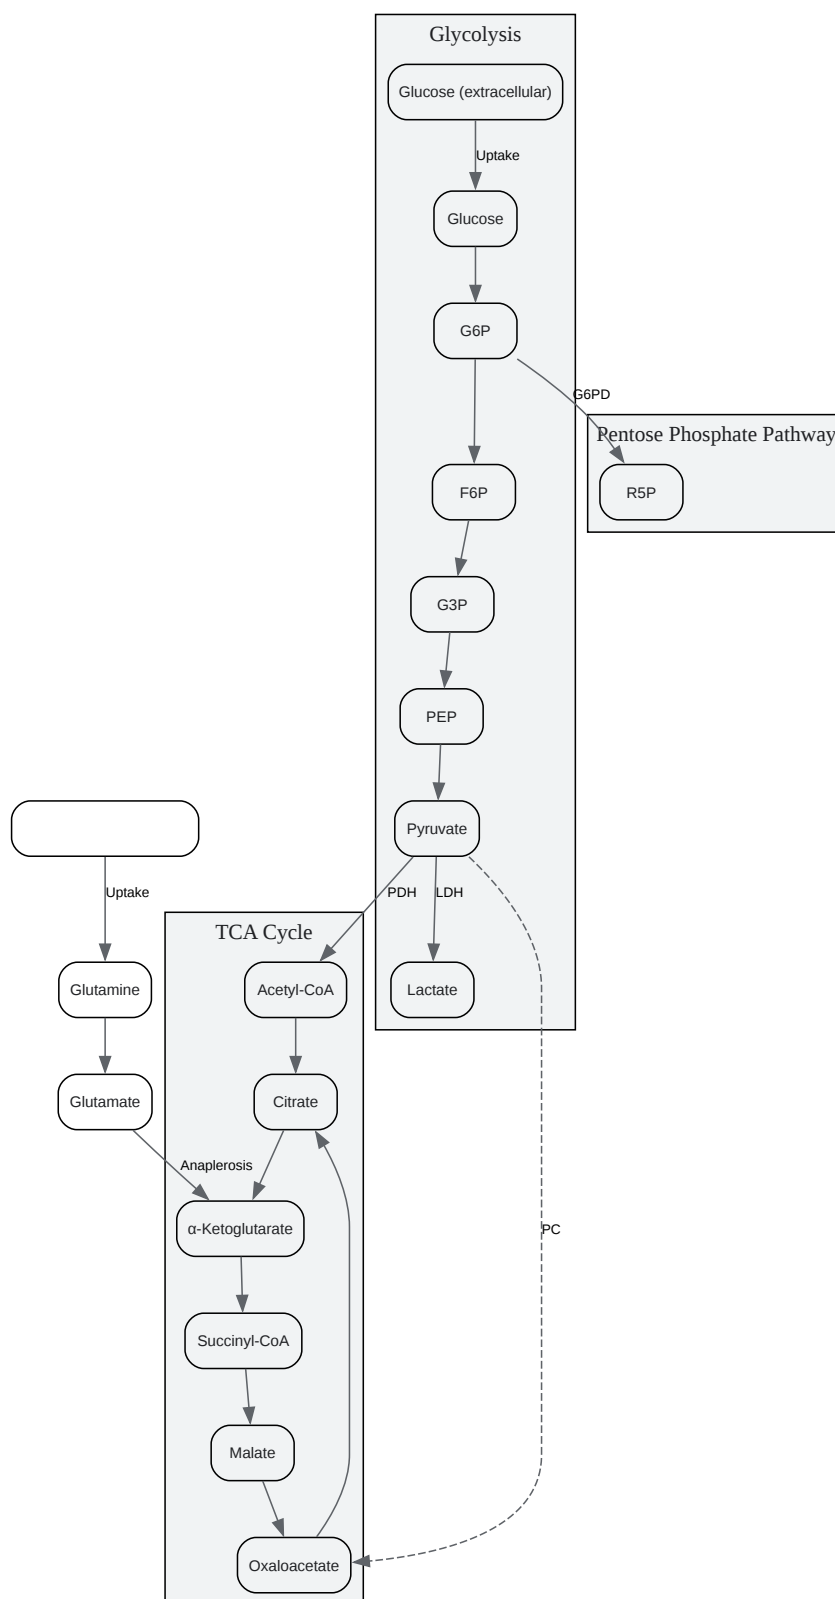 Glycolysis
Glucose (extracellular)
Uptake
Glucose
G6P
G6PD
Pentose Phosphate Pathway
F6P
R5P
G3P
PEP
Pyruvate
Uptake
PDH
LDH
TCA Cycle
Glutamine
Acetyl-CoA
Lactate
Glutamate
Citrate
Anaplerosis
α-Ketoglutarate
PC
Succinyl-CoA
Malate
Oxaloacetate